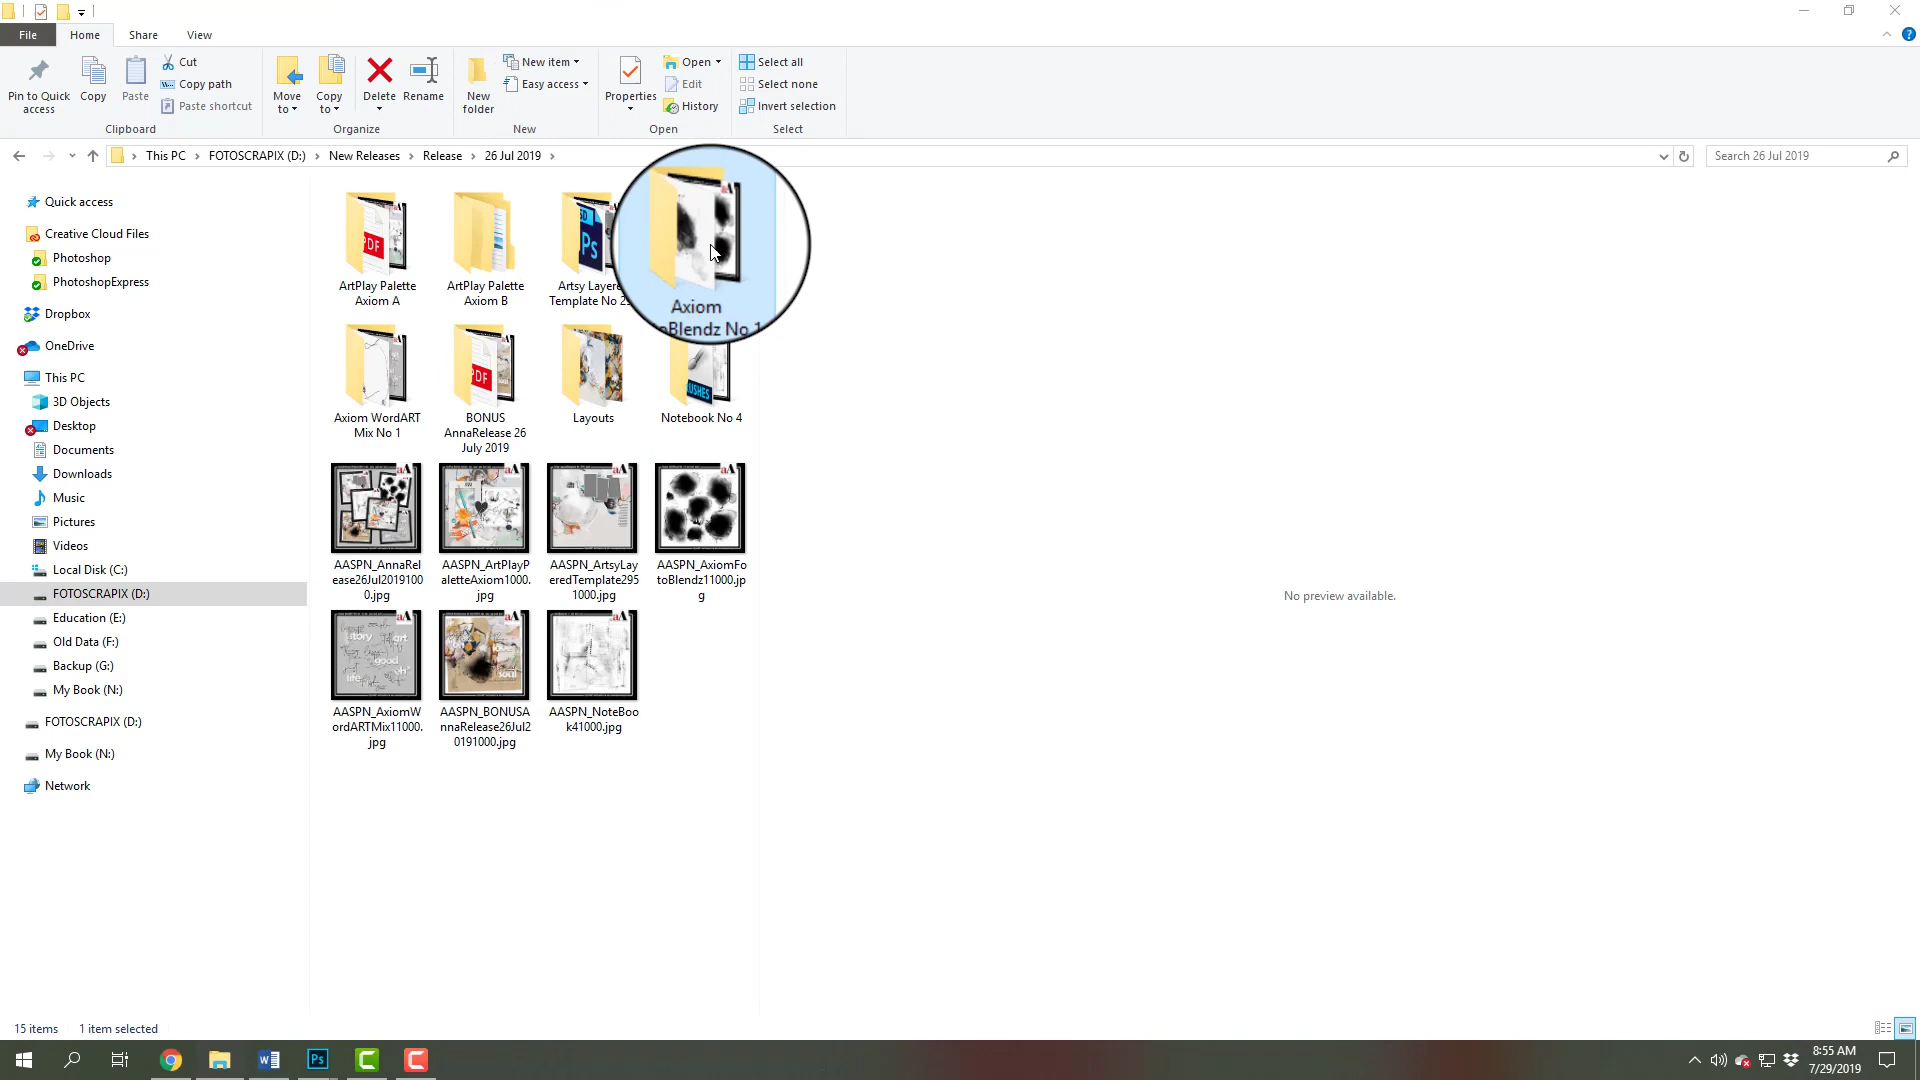 File
Home
Share
View
Pin to Quick
access
Copy
Paste
Cut
Copy path
Paste shortcut
Clipboard
Move
to
Copy
to
Delete
Rename
Organize
New
folder
New item
Easy access
New
Properties
Open
Edit
History
Open
Select all
Select none
Invert selection
Select
This PC
FOTOSCRAPIX (D:)
New Releases
Release
26 Jul 2019
Search 26 Jul 2019
Quick access
Creative Cloud Files
Photoshop
PhotoshopExpress
Dropbox
OneDrive
This PC
3D Objects
Desktop
Documents
Downloads
Music
Pictures
Videos
Local Disk (C:)
FOTOSCRAPIX (D:)
Education (E:)
Old Data (F:)
Backup (G:)
My Book (N:)
FOTOSCRAPIX (D:)
My Book (N:)
Network
PDF
ArtPlay Palette
Axiom A
ArtPlay Palette
Axiom B
Ps
Artsy Layere
Template No 2
Axiom
oBlendz No 1
Axiom WordART
Mix No 1
PDF
BONUS
AnnaRelease 26
July 2019
Layouts
Notebook No 4
AASPN_AnnaRel
ease26Jul2019100
0.jpg
AASPN_ArtPlayP
aletteAxiom1000.
jpg
AASPN_ArtsyLay
eredTemplate295
1000.jpg
AASPN_AxiomFo
toBlendz11000.jp
g
AASPN_AxiomW
ordARTMix11000.
jpg
AASPN_BONUSA
nnaRelease26Jul2
0191000.jpg
AASPN_NoteBoo
k41000.jpg
No preview available.
15 items
1 item selected
Ps
8:55 AM
7/29/2019